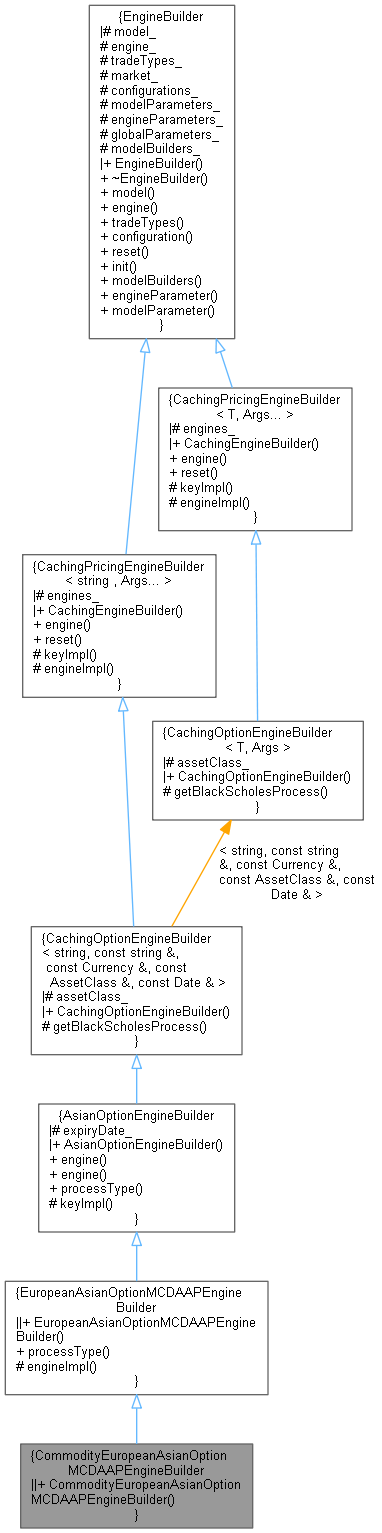 {EngineBuilder
|# model_
# engine_
# tradeTypes_
# market_
# configurations_
# modelParameters_
# engineParameters_
# globalParameters_
# modelBuilders_
|+ EngineBuilder()
+ ~EngineBuilder()
+ model()
+ engine()
+ tradeTypes()
+ configuration()
+ reset()
+ init()
+ modelBuilders()
+ engineParameter()
+ modelParameter()
}
{CachingPricingEngineBuilder
< T, Args... >
|# engines_
|+ CachingEngineBuilder()
+ engine()
+ reset()
# keyImpl()
# engineImpl()
}
{CachingPricingEngineBuilder
< string , Args... >
|# engines_
|+ CachingEngineBuilder()
+ engine()
+ reset()
# keyImpl()
# engineImpl()
}
{CachingOptionEngineBuilder
< T, Args >
|# assetClass_
|+ CachingOptionEngineBuilder()
# getBlackScholesProcess()
}
< string, const string
&, const Currency &,
const AssetClass &, const
Date & >
{CachingOptionEngineBuilder
< string, const string &,
const Currency &, const
AssetClass &, const Date & >
|# assetClass_
|+ CachingOptionEngineBuilder()
# getBlackScholesProcess()
}
{AsianOptionEngineBuilder
|# expiryDate_
|+ AsianOptionEngineBuilder()
+ engine()
+ engine()
+ processType()
# keyImpl()
}
{EuropeanAsianOptionMCDAAPEngine
Builder
||+ EuropeanAsianOptionMCDAAPEngine
Builder()
+ processType()
# engineImpl()
}
{CommodityEuropeanAsianOption
MCDAAPEngineBuilder
||+ CommodityEuropeanAsianOption
MCDAAPEngineBuilder()
}